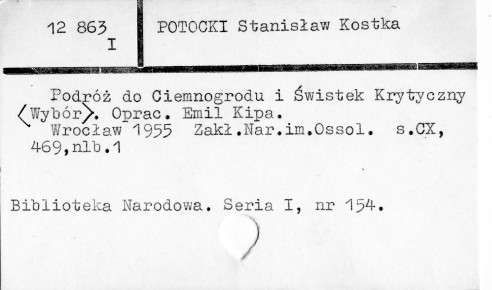 12 863
I
POTOCKI Stanisław Kostka
Podróż do Ciemnogrodu i Świstek Krytyczny
<Wybór>. Oprac. Emil Kipa.
Wrocław 1955 Zakł.Nar.im.Ossol. s.CX,
469,nlb.1
Biblioteka Narodowa. Seria I, nr 154.